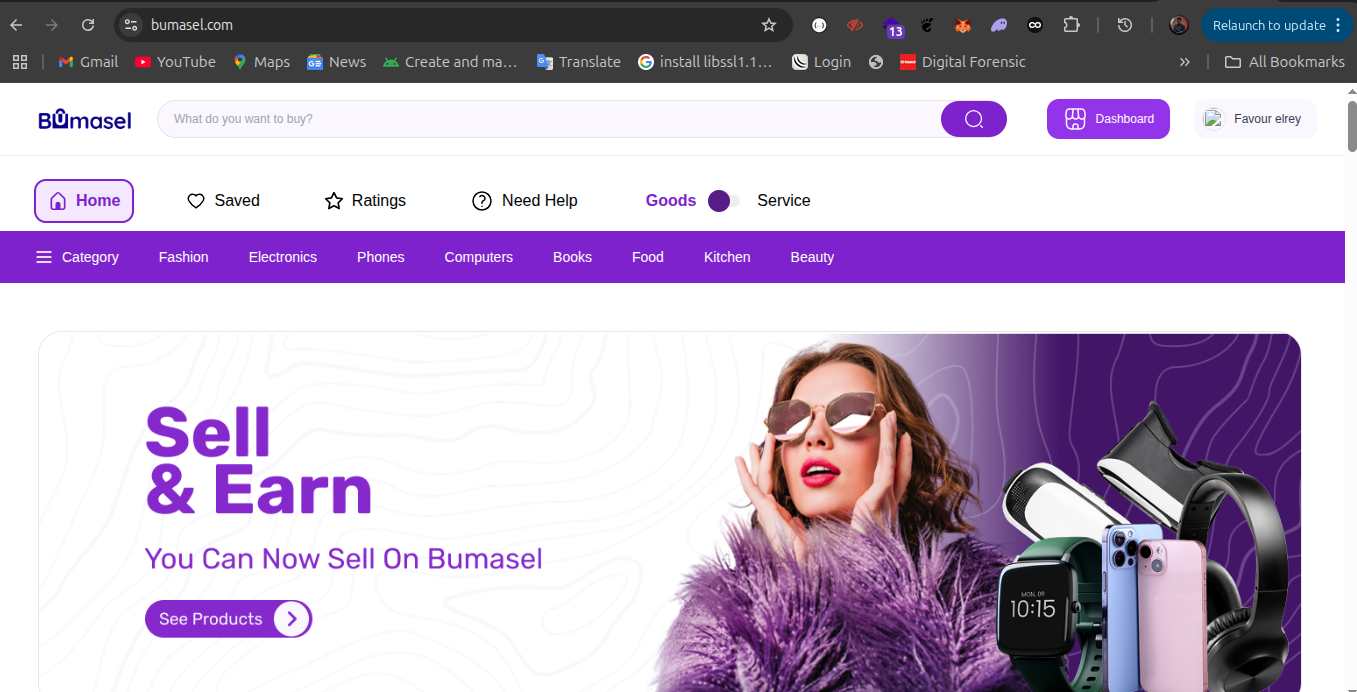 bumasel.com
13
Relaunch to update
Gmail
YouTube
Maps
News
Create and ma...
Translate
install libssl1.1...
Login
Digital Forensic
All Bookmarks
Bumasel
What do you want to buy?
Dashboard
Favour elrey
Home
Saved
Ratings
Need Help
Goods
Service
Category
Fashion
Electronics
Phones
Computers
Books
Food
Kitchen
Beauty
Sell
& Earn
You Can Now Sell On Bumasel
See Products
MON, 09
10:15